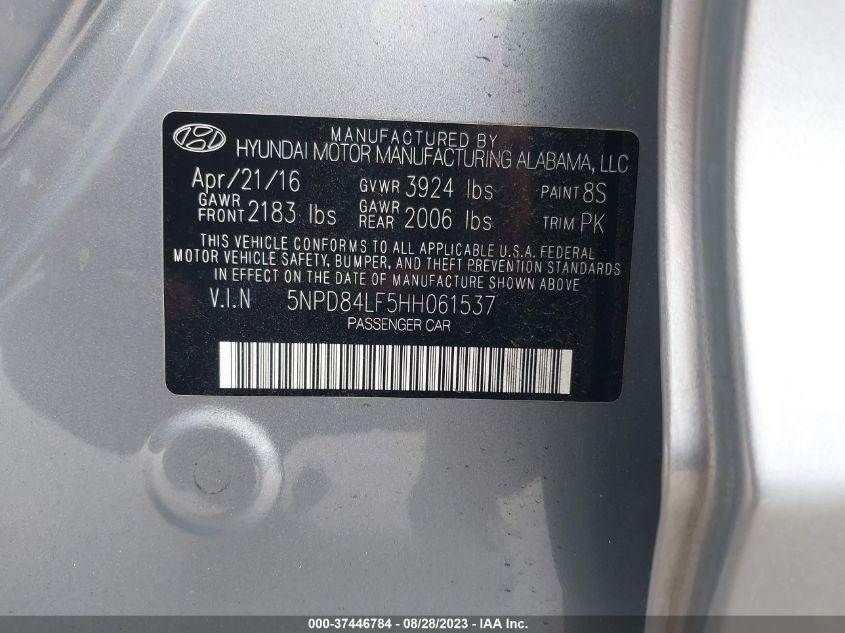 MANUFACTURED BY
HYUNDAI MOTOR MANUFACTURING ALABAMA, LLC
Apr/21/16 GVWR 3924 lbs PAINT 8S
GAWR FRONT 2183 lbs GAWR REAR 2006 lbs TRIM PK
THIS VEHICLE CONFORMS TO ALL APPLICABLE U.S.A. FEDERAL
MOTOR VEHICLE SAFETY, BUMPER, AND THEFT PREVENTION STANDARDS
IN EFFECT ON THE DATE OF MANUFACTURE SHOWN ABOVE
V.I.N 5NPD84LF5HH061537
PASSENGER CAR
000-37446784 - 08/28/2023 - IAA Inc.